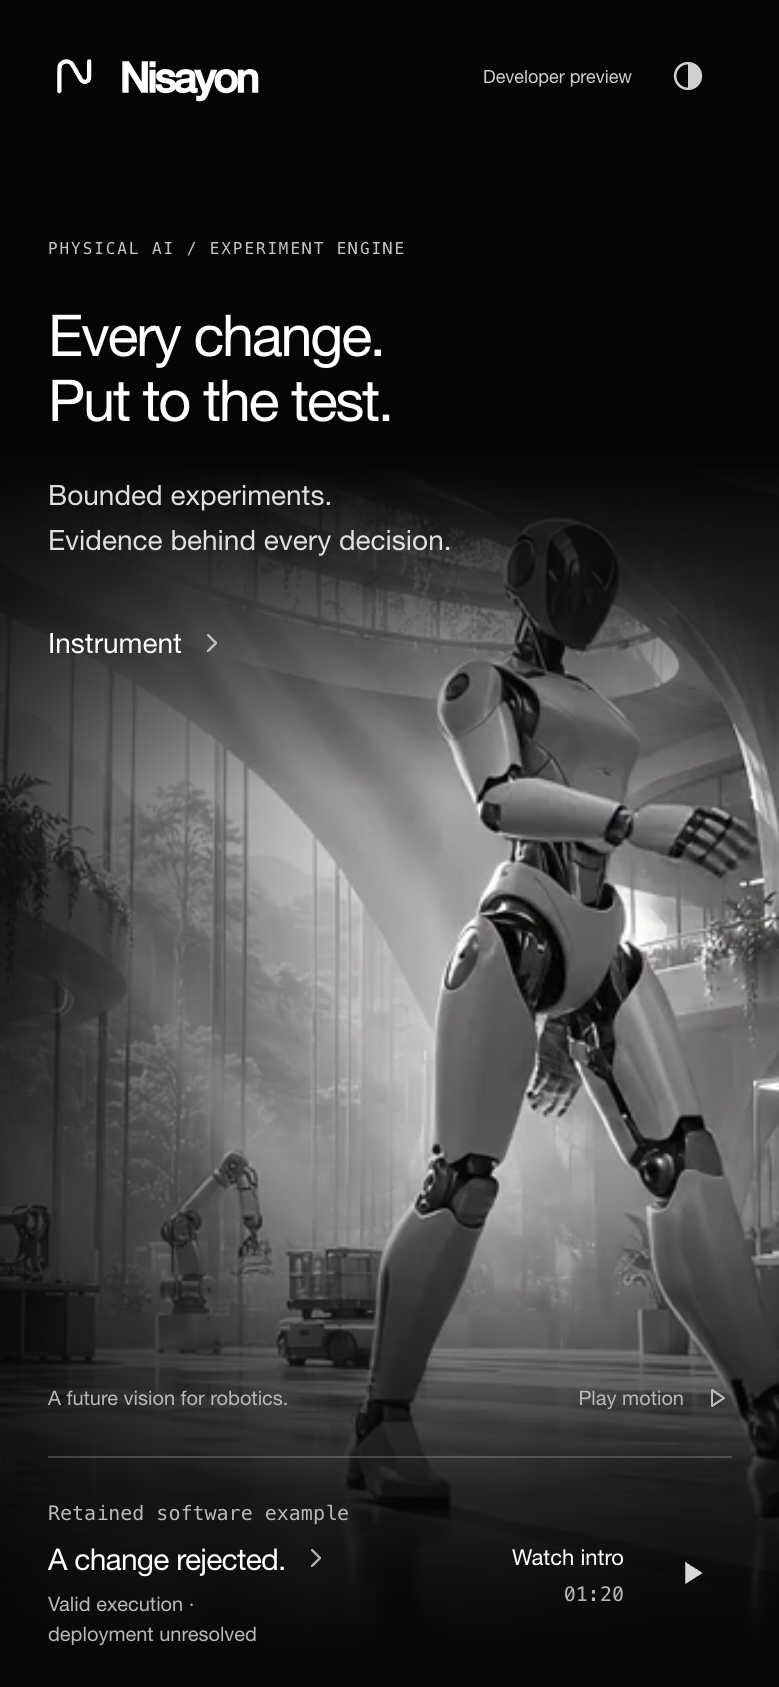 Nisayon
Developer preview
PHYSICAL AI / EXPERIMENT ENGINE
Every change.
Put to the test.
Bounded experiments.
Evidence behind every decision.
Instrument
A future vision for robotics.
Play motion
Retained software example
A change rejected.
Valid execution ·
deployment unresolved
Watch intro
01:20